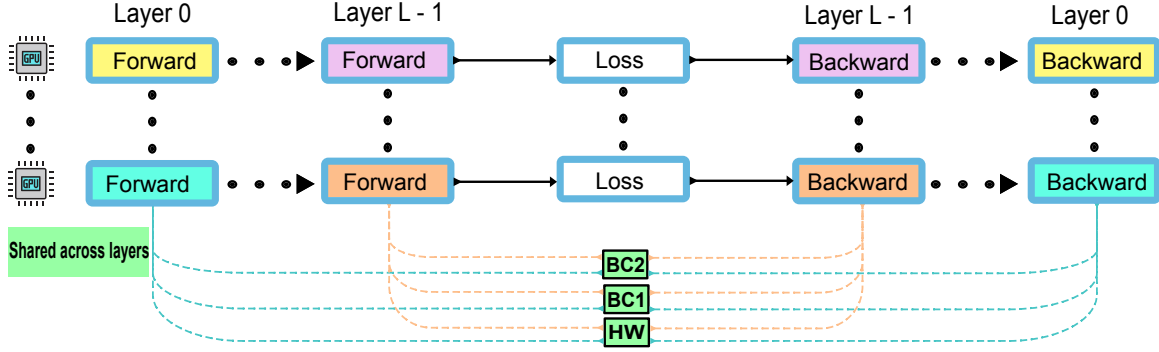 Layer 0
Layer L - 1
Layer L - 1
Layer 0
GPU
Forward
Forward
Loss
Backward
Backward
GPU
Forward
Forward
Loss
Backward
Backward
Shared across layers
BC2
BC1
HW